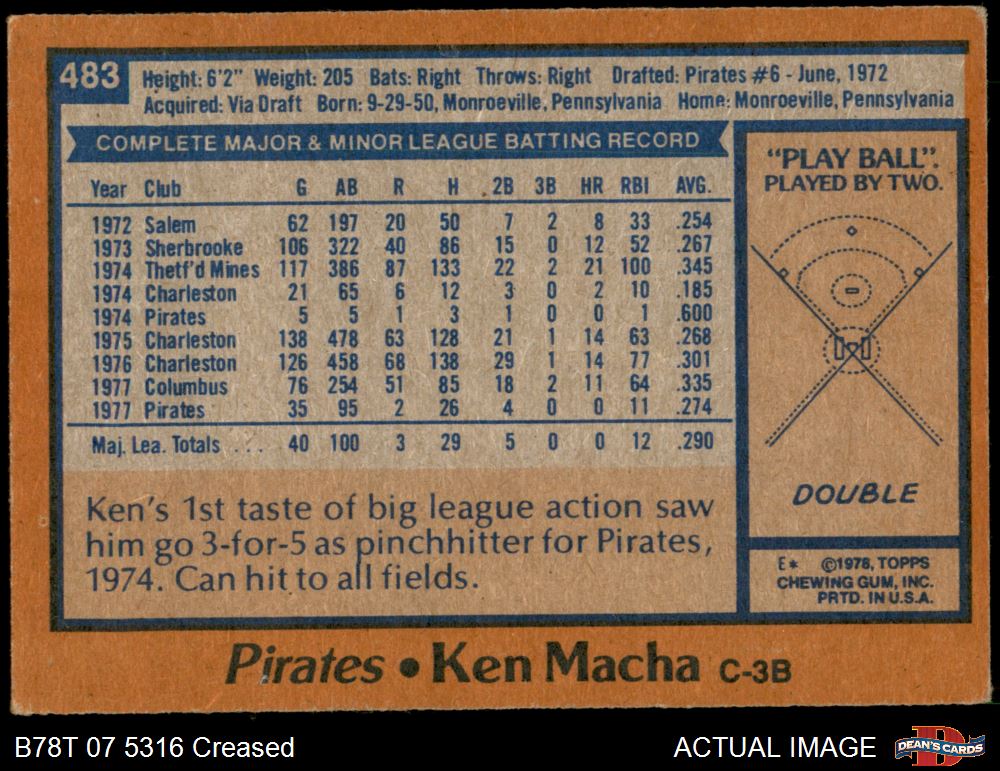 483
Height: 6'2" Weight: 205 Bats: Right Throws: Right Drafted: Pirates #6 - June, 1972
Acquired: Via Draft Born: 9-29-50, Monroeville, Pennsylvania Home: Monroeville, Pennsylvania
COMPLETE MAJOR & MINOR LEAGUE BATTING RECORD
Year Club G AB R H 2B 3B HR RBI AVG.
1972 Salem 62 197 20 50 7 2 8 33 .254
1973 Sherbrooke 106 322 40 86 15 0 12 52 .267
1974 Thetf'd Mines 117 386 87 133 22 2 21 100 .345
1974 Charleston 21 65 6 12 3 0 2 10 .185
1974 Pirates 5 5 1 3 1 0 0 1 .600
1975 Charleston 138 478 63 128 21 1 14 63 .268
1976 Charleston 126 458 68 138 29 1 14 77 .301
1977 Columbus 76 254 51 85 18 2 11 64 .335
1977 Pirates 35 95 2 26 4 0 0 11 .274
Maj. Lea. Totals . . . 40 100 3 29 5 0 0 12 .290
Ken's 1st taste of big league action saw
him go 3-for-5 as pinchhitter for Pirates,
1974. Can hit to all fields.
"PLAY BALL".
PLAYED BY TWO.
DOUBLE
E* ©1978, TOPPS
CHEWING GUM, INC.
PRTD. IN U.S.A.
Pirates • Ken Macha C-3B
B78T 07 5316 Creased
ACTUAL IMAGE
DEAN'S CARDS